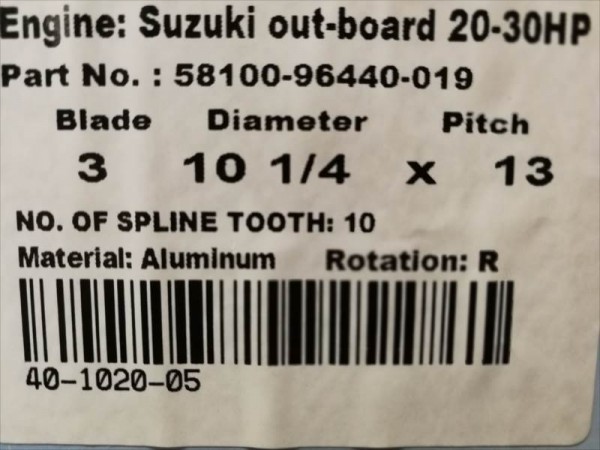 Engine: Suzuki out-board 20-30HP
Part No. : 58100-96440-019
Blade Diameter Pitch
3 10 1/4 x 13
NO. OF SPLINE TOOTH: 10
Material: Aluminum Rotation: R
40-1020-05